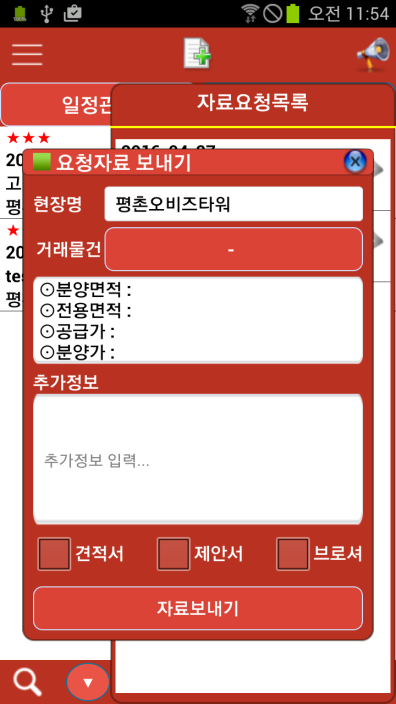 오전 11:54
일정관
자료요청목록
★★★
20
고
평
★
20
te
평
요청자료 보내기
현장명 평촌오비즈타워
거래물건 -
⊙분양면적 :
⊙전용면적 :
⊙공급가 :
⊙분양가 :
추가정보
추가정보 입력...
견적서 제안서 브로셔
자료보내기
▼